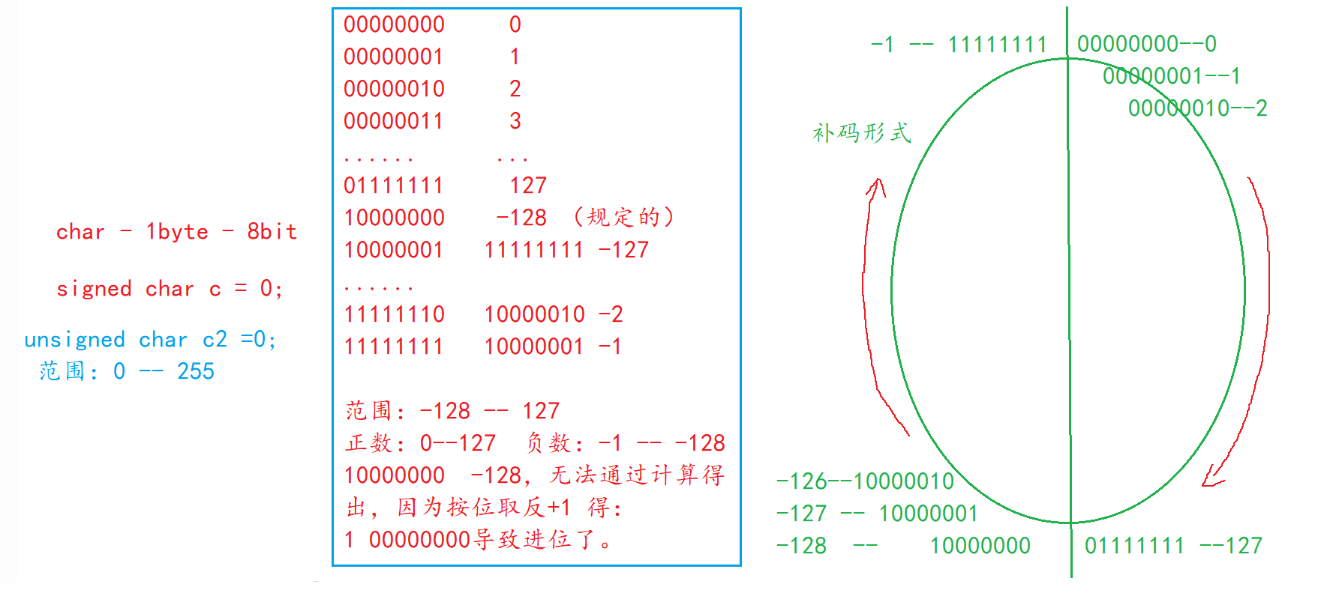 char - 1byte - 8bit
signed char c = 0;
unsigned char c2 =0;
范围: 0 -- 255
00000000 0
00000001 1
00000010 2
00000011 3
...... ...
01111111 127
10000000 -128 （规定的）
10000001 11111111 -127
......
11111110 10000010 -2
11111111 10000001 -1
范围: -128 -- 127
正数: 0--127 负数: -1 -- -128
10000000 -128, 无法通过计算得
出, 因为按位取反+1 得:
1 00000000导致进位了。
-1 -- 11111111 00000000--0
00000001--1
00000010--2
补码形式
-126--10000010
-127 -- 10000001
-128 -- 10000000 01111111 --127